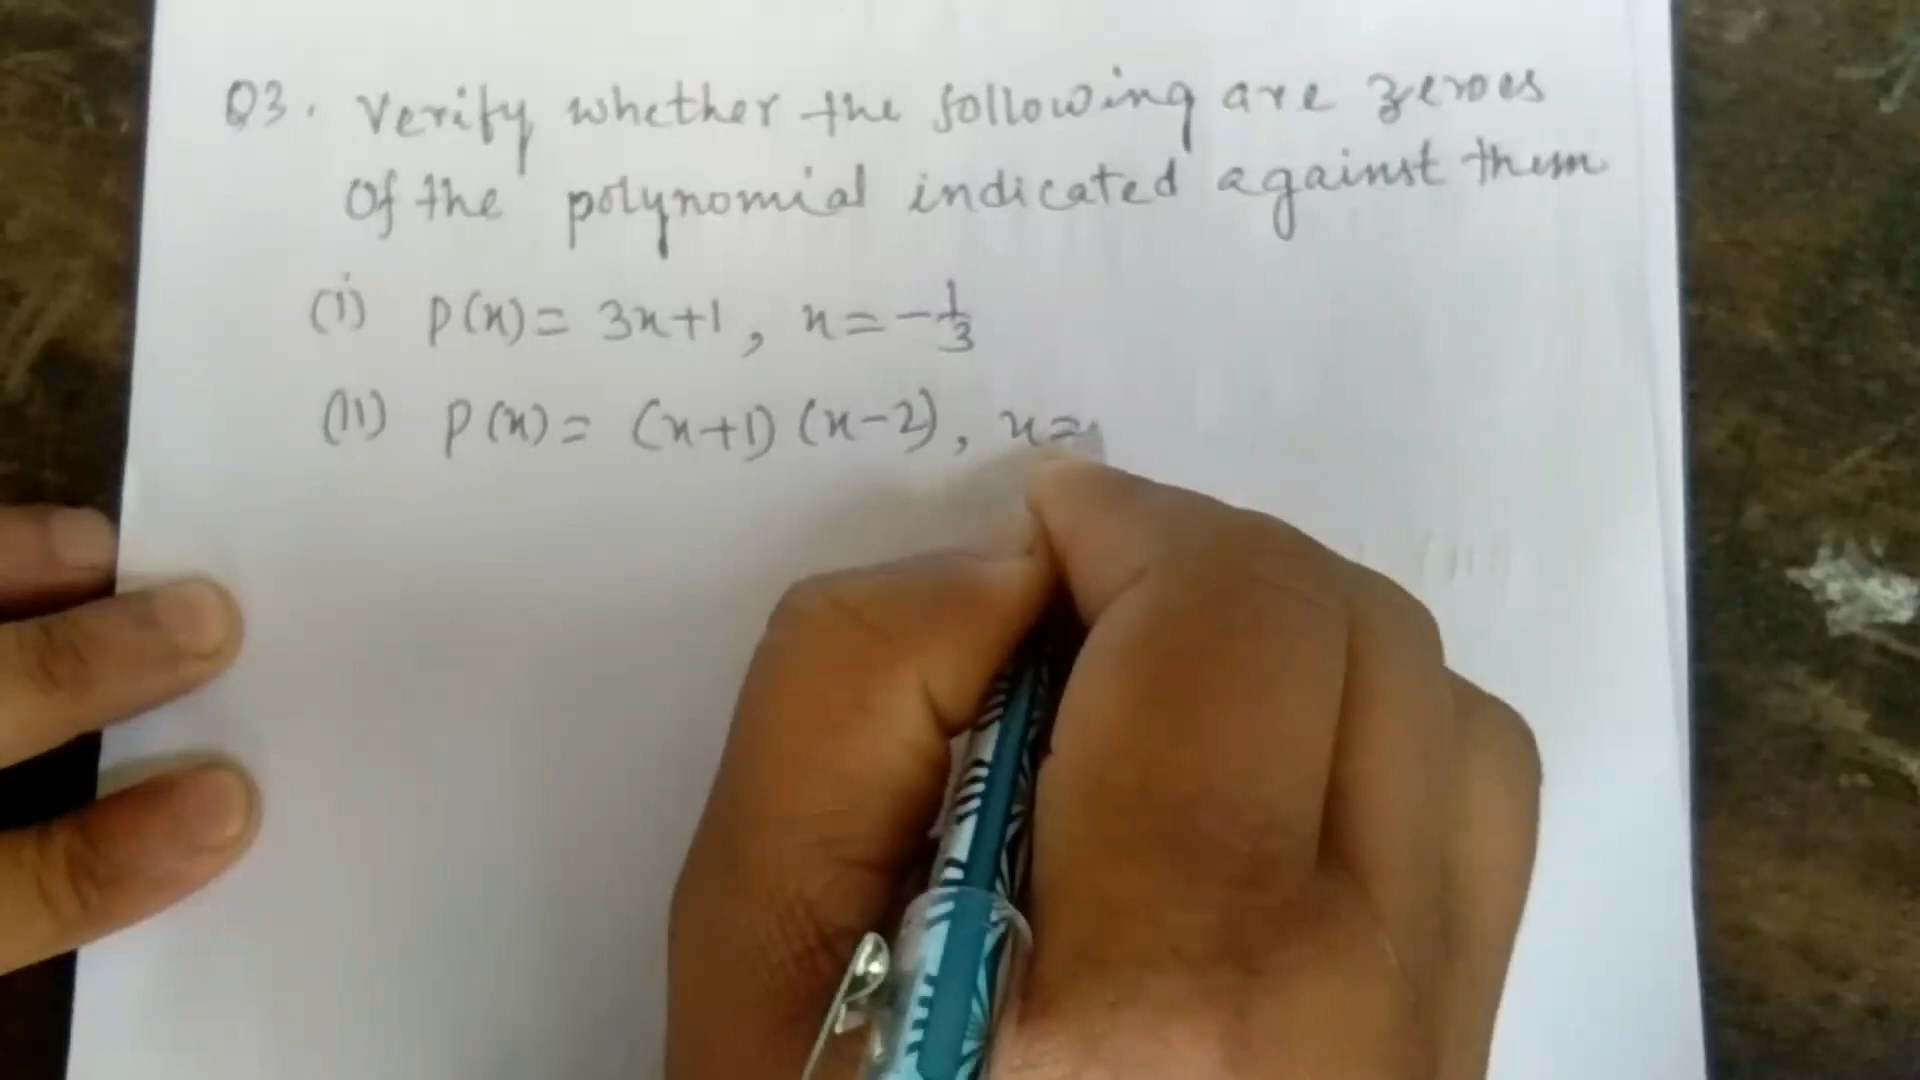 Q3. Verify whether the following are zeroes
of the polynomial indicated against them
(i) P(x) = 3x+1, x = -1/3
(ii) P(x) = (x+1) (x-2), x =